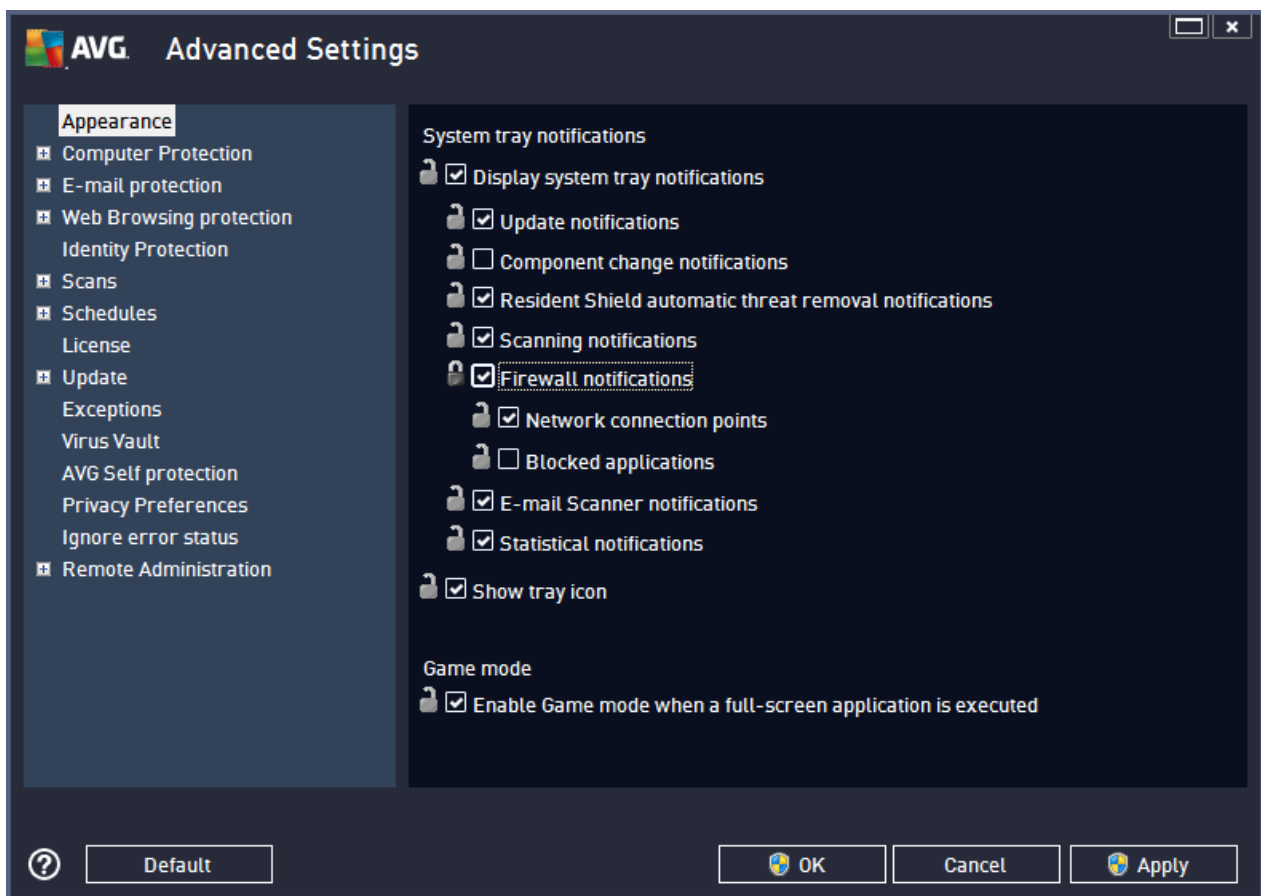 AVG. Advanced Settings
Appearance
Computer Protection
E-mail protection
Web Browsing protection
Identity Protection
Scans
Schedules
License
Update
Exceptions
Virus Vault
AVG Self protection
Privacy Preferences
Ignore error status
Remote Administration
System tray notifications
Display system tray notifications
Update notifications
Component change notifications
Resident Shield automatic threat removal notifications
Scanning notifications
Firewall notifications
Network connection points
Blocked applications
E-mail Scanner notifications
Statistical notifications
Show tray icon
Game mode
Enable Game mode when a full-screen application is executed
? Default OK Cancel Apply